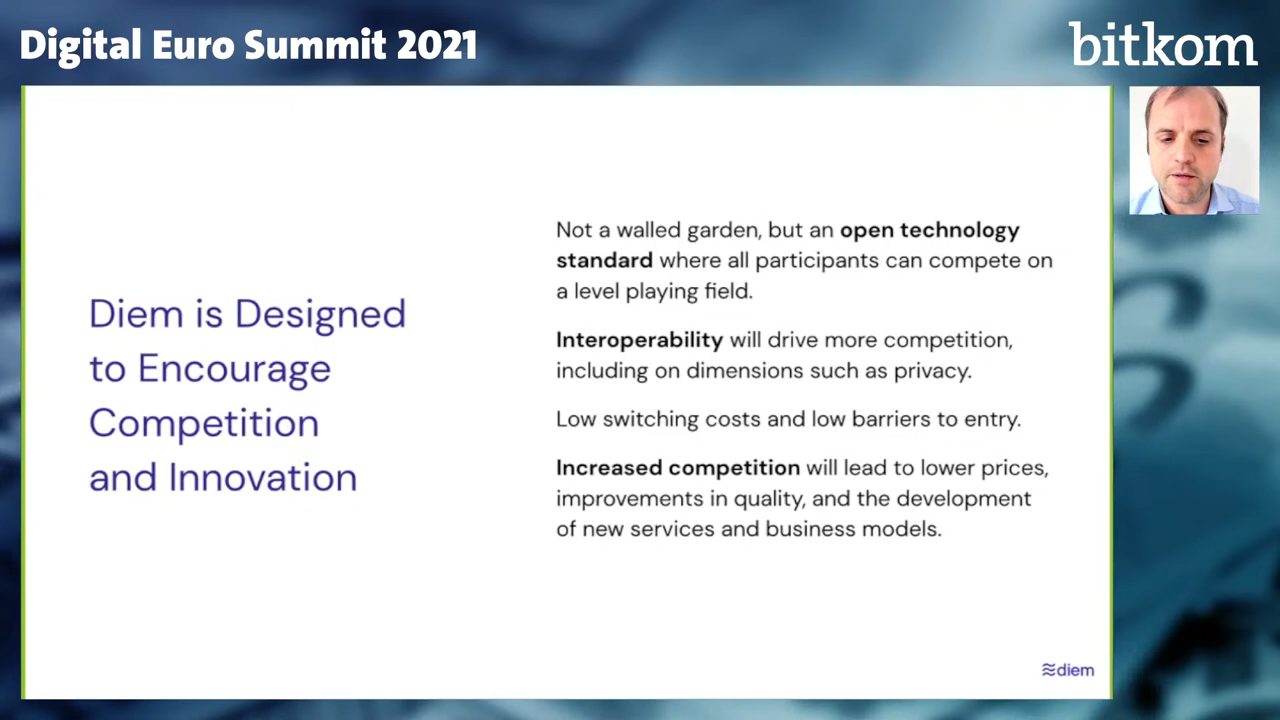 Digital Euro Summit 2021
bitkom
Diem is Designed
to Encourage
Competition
and Innovation
Not a walled garden, but an open technology
standard where all participants can compete on
a level playing field.
Interoperability will drive more competition,
including on dimensions such as privacy.
Low switching costs and low barriers to entry.
Increased competition will lead to lower prices,
improvements in quality, and the development
of new services and business models.
diem